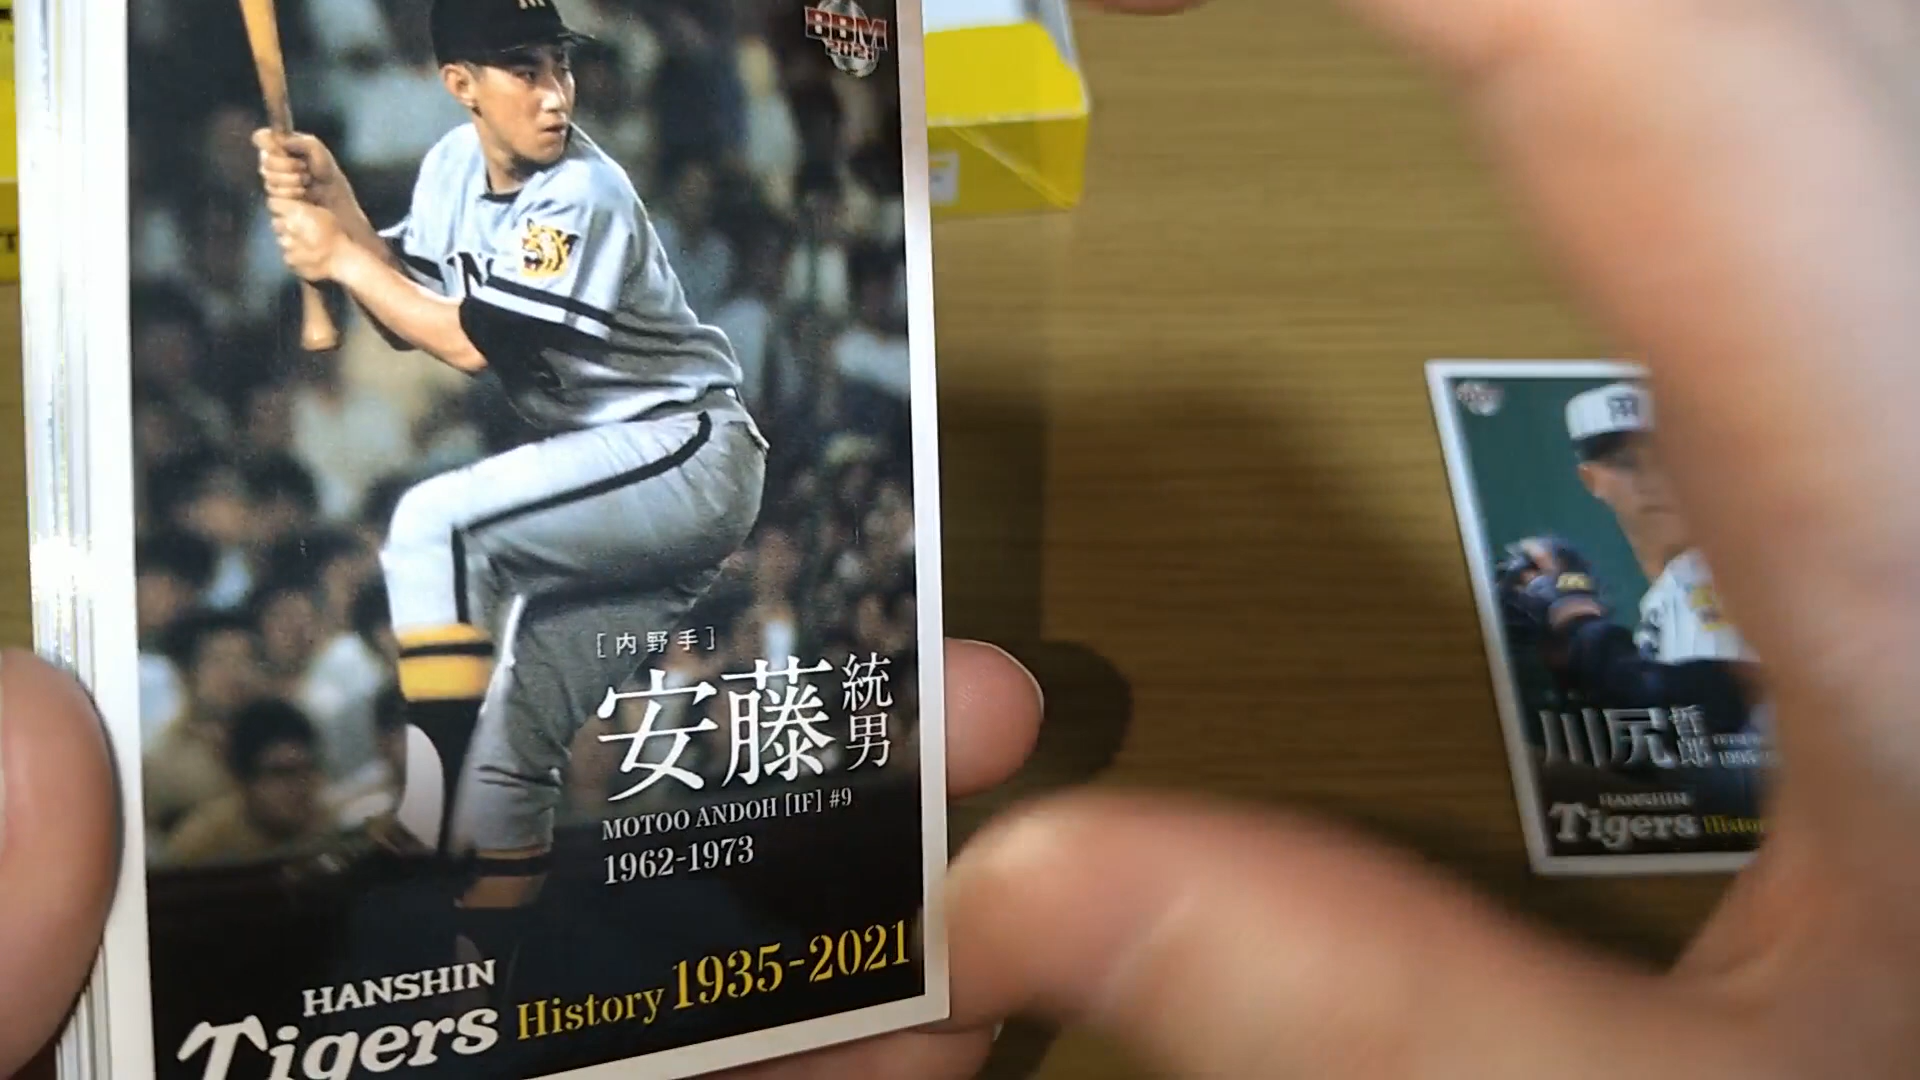 BBM
2021
[内野手]
安藤統男
MOTOO ANDOH [IF] #9
1962-1973
HANSHIN
Tigers History 1935-2021
川尻哲郎
HANSHIN
Tigers History